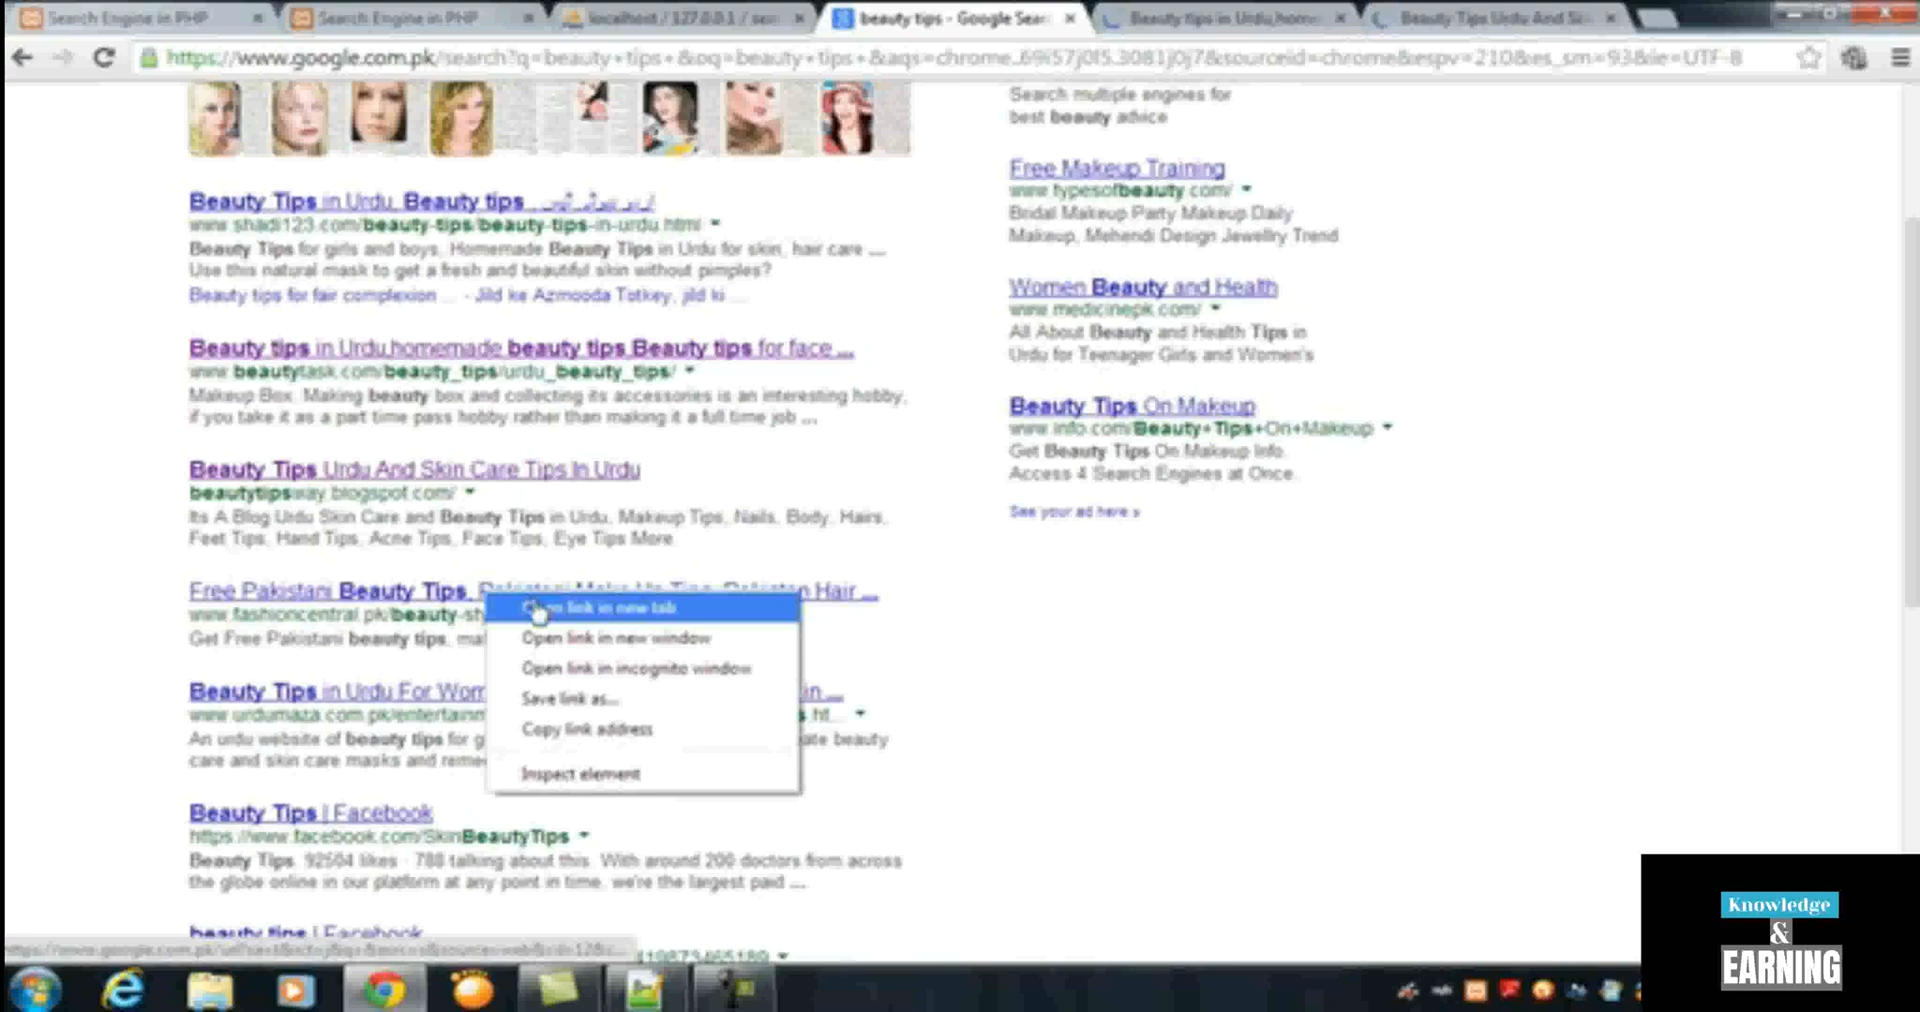 Search Engine in PHP
Search Engine in PHP
localhost / 127.0.0.1 / sear
beauty tips - Google Sear
Beauty tips in Urdu,home
Beauty Tips Urdu And Ski
https://www.google.com.pk/search?q=beauty+tips+&oq=beauty+tips+&aqs=chrome..69i57j0l5.3081j0j7&sourceid=chrome&espv=210&es_sm=93&ie=UTF-8
Beauty Tips in Urdu, Beauty tips
www.shadi123.com/beauty-tips/beauty-tips-in-urdu.html
Beauty Tips for girls and boys, Homemade Beauty Tips in Urdu for skin, hair care ...
Use this natural mask to get a fresh and beautiful skin without pimples?
Beauty tips for fair complexion ... - Jild ke Azmooda Totkey, jild ki ...
Beauty tips in Urdu,homemade beauty tips,Beauty tips for face ...
www.beautytask.com/beauty_tips/urdu_beauty_tips/
Makeup Box. Making beauty box and collecting its accessories is an interesting hobby,
if you take it as a part time pass hobby rather than making it a full time job ...
Beauty Tips Urdu And Skin Care Tips In Urdu
beautytipsway.blogspot.com/
Its A Blog Urdu Skin Care and Beauty Tips in Urdu, Makeup Tips, Nails, Body, Hairs,
Feet Tips, Hand Tips, Acne Tips, Face Tips, Eye Tips More
Free Pakistani Beauty Tips, Pakistani Make Up Tips, Pakistan Hair ...
www.fashioncentral.pk/beauty-st
Get Free Pakistani beauty tips, ma
Open link in new tab
Open link in new window
Open link in incognito window
Save link as...
Copy link address
Inspect element
Beauty Tips in Urdu For Wom in ...
www.urdumaza.com.pk/entertainm s.ht...
An urdu website of beauty tips for g ate beauty
care and skin care masks and reme
Beauty Tips | Facebook
https://www.facebook.com/SkinBeautyTips
Beauty Tips. 92504 likes · 788 talking about this. With around 200 doctors from across
the globe online in our platform at any point in time, we're the largest paid ...
beauty tips | Facebook
419873465189
Search multiple engines for
best beauty advice
Free Makeup Training
www.typesofbeauty.com/
Bridal Makeup Party Makeup Daily
Makeup, Mehendi Design Jewellry Trend
Women Beauty and Health
www.medicinepk.com/
All About Beauty and Health Tips in
Urdu for Teenager Girls and Women's
Beauty Tips On Makeup
www.info.com/Beauty+Tips+On+Makeup
Get Beauty Tips On Makeup Info.
Access 4 Search Engines at Once.
See your ad here »
Knowledge
&
EARNING